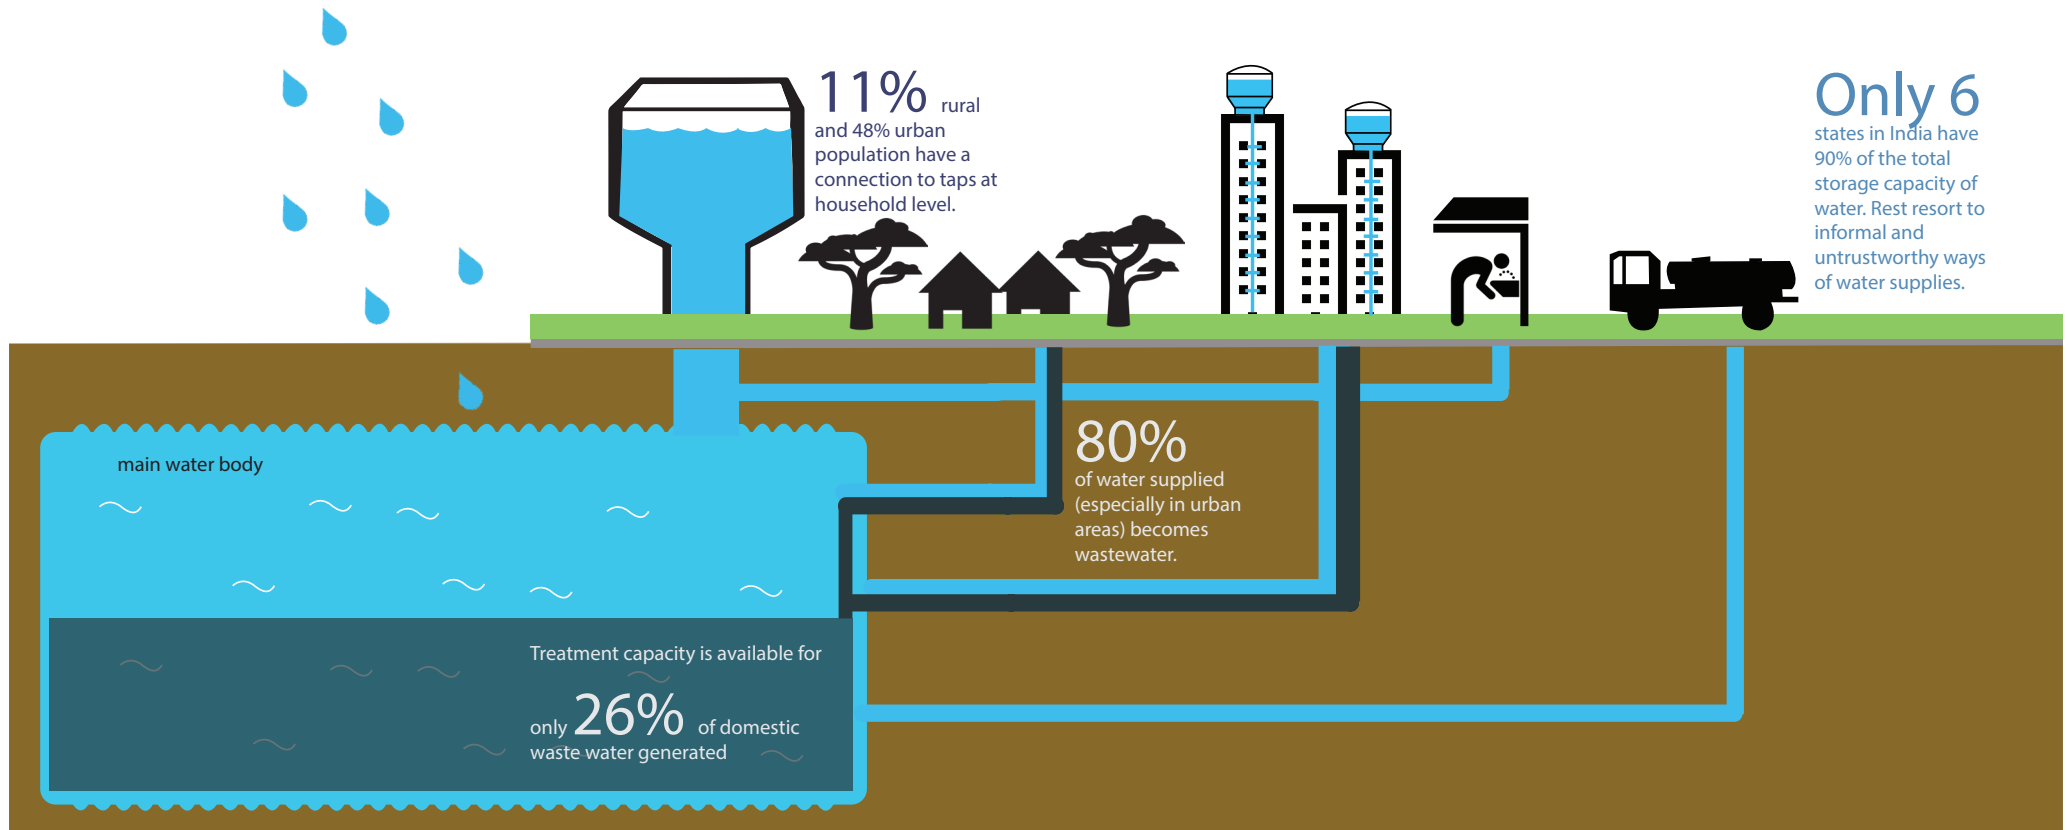 11% rural
and 48% urban
population have a
connection to taps at
household level.
Only 6
states in India have
90% of the total
storage capacity of
water. Rest resort to
informal and
untrustworthy ways
of water supplies.
main water body
80%
of water supplied
(especially in urban
areas) becomes
wastewater.
Treatment capacity is available for
only 26% of domestic
waste water generated